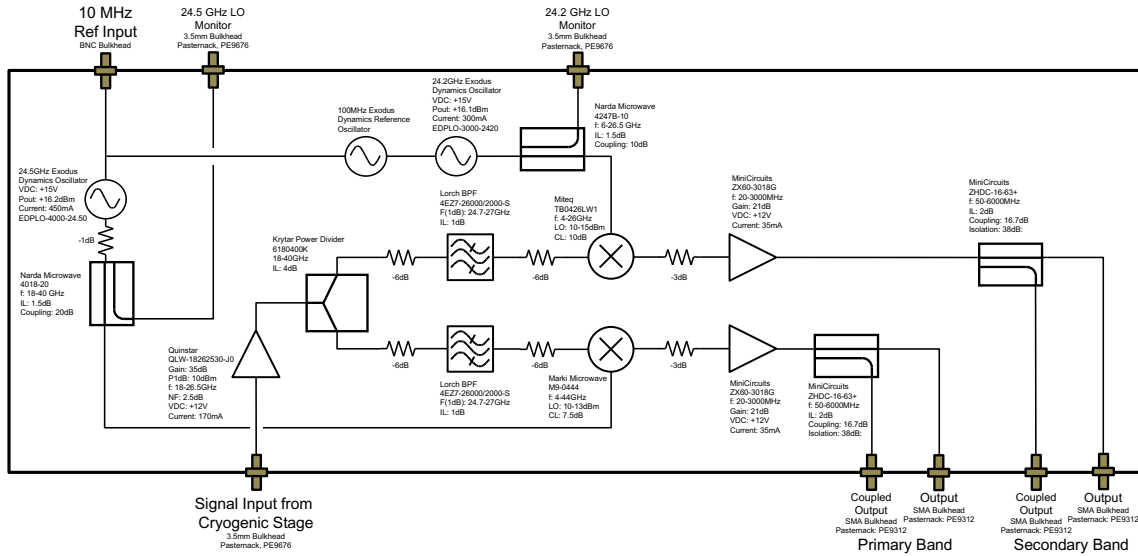 10 MHz
Ref Input
BNC Bulkhead
24.5 GHz LO
Monitor
3.5mm Bulkhead
Pasternack, PE9676
24.2 GHz LO
Monitor
3.5mm Bulkhead
Pasternack, PE9676
24.2GHz Exodus
Dynamics Oscillator
VDC: +15V
Pout: +16.1dBm
Current: 300mA
EDPLO-3000-2420
100MHz Exodus
Dynamics Reference
Oscillator
Narda Microwave
4247B-10
f: 6-26.5 GHz
IL: 1.5dB
Coupling: 10dB
24.5GHz Exodus
Dynamics Oscillator
VDC: +15V
Pout: +16.2dBm
Current: 450mA
EDPLO-4000-24.50
-1dB
Narda Microwave
4018-20
f: 18-40 GHz
IL: 1.5dB
Coupling: 20dB
Krytar Power Divider
6180400K
18-40GHz
IL: 4dB
Lorch BPF
4EZ7-26000/2000-S
F(1dB): 24.7-27GHz
IL: 1dB
Miteq
TB0426LW1
f: 4-26GHz
LO: 10-15dBm
CL: 10dB
MiniCircuits
ZX60-3018G
f: 20-3000MHz
Gain: 21dB
VDC: +12V
Current: 35mA
MiniCircuits
ZHDC-16-63+
f: 50-6000MHz
IL: 2dB
Coupling: 16.7dB
Isolation: 38dB:
-6dB
-6dB
-3dB
Quinstar
QLW-18262530-J0
Gain: 35dB
P1dB: 10dBm
f: 18-26.5GHz
NF: 2.5dB
VDC: +12V
Current: 170mA
-6dB
-6dB
-3dB
Lorch BPF
4EZ7-26000/2000-S
F(1dB): 24.7-27GHz
IL: 1dB
Marki Microwave
M9-0444
f: 4-44GHz
LO: 10-13dBm
CL: 7.5dB
MiniCircuits
ZX60-3018G
f: 20-3000MHz
Gain: 21dB
VDC: +12V
Current: 35mA
MiniCircuits
ZHDC-16-63+
f: 50-6000MHz
IL: 2dB
Coupling: 16.7dB
Isolation: 38dB:
Signal Input from
Cryogenic Stage
3.5mm Bulkhead
Pasternack, PE9676
Coupled
Output
SMA Bulkhead
Pasternack: PE9312
Output
SMA Bulkhead
Pasternack: PE9312
Primary Band
Coupled
Output
SMA Bulkhead
Pasternack: PE9312
Output
SMA Bulkhead
Pasternack: PE9312
Secondary Band